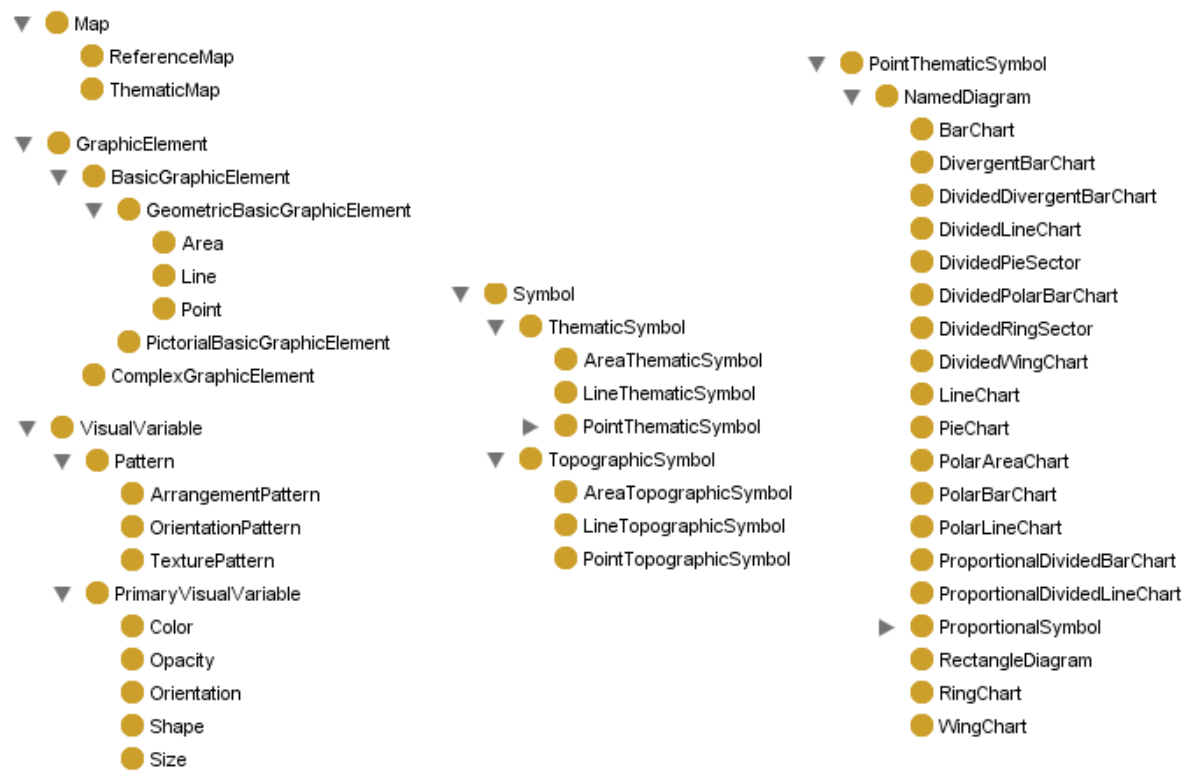 Map
ReferenceMap
ThematicMap
GraphicElement
BasicGraphicElement
GeometricBasicGraphicElement
Area
Line
Point
PictorialBasicGraphicElement
ComplexGraphicElement
VisualVariable
Pattern
ArrangementPattern
OrientationPattern
TexturePattern
PrimaryVisualVariable
Color
Opacity
Orientation
Shape
Size
Symbol
ThematicSymbol
AreaThematicSymbol
LineThematicSymbol
PointThematicSymbol
TopographicSymbol
AreaTopographicSymbol
LineTopographicSymbol
PointTopographicSymbol
PointThematicSymbol
NamedDiagram
BarChart
DivergentBarChart
DividedDivergentBarChart
DividedLineChart
DividedPieSector
DividedPolarBarChart
DividedRingSector
DividedWingChart
LineChart
PieChart
PolarAreaChart
PolarBarChart
PolarLineChart
ProportionalDividedBarChart
ProportionalDividedLineChart
ProportionalSymbol
RectangleDiagram
RingChart
WingChart